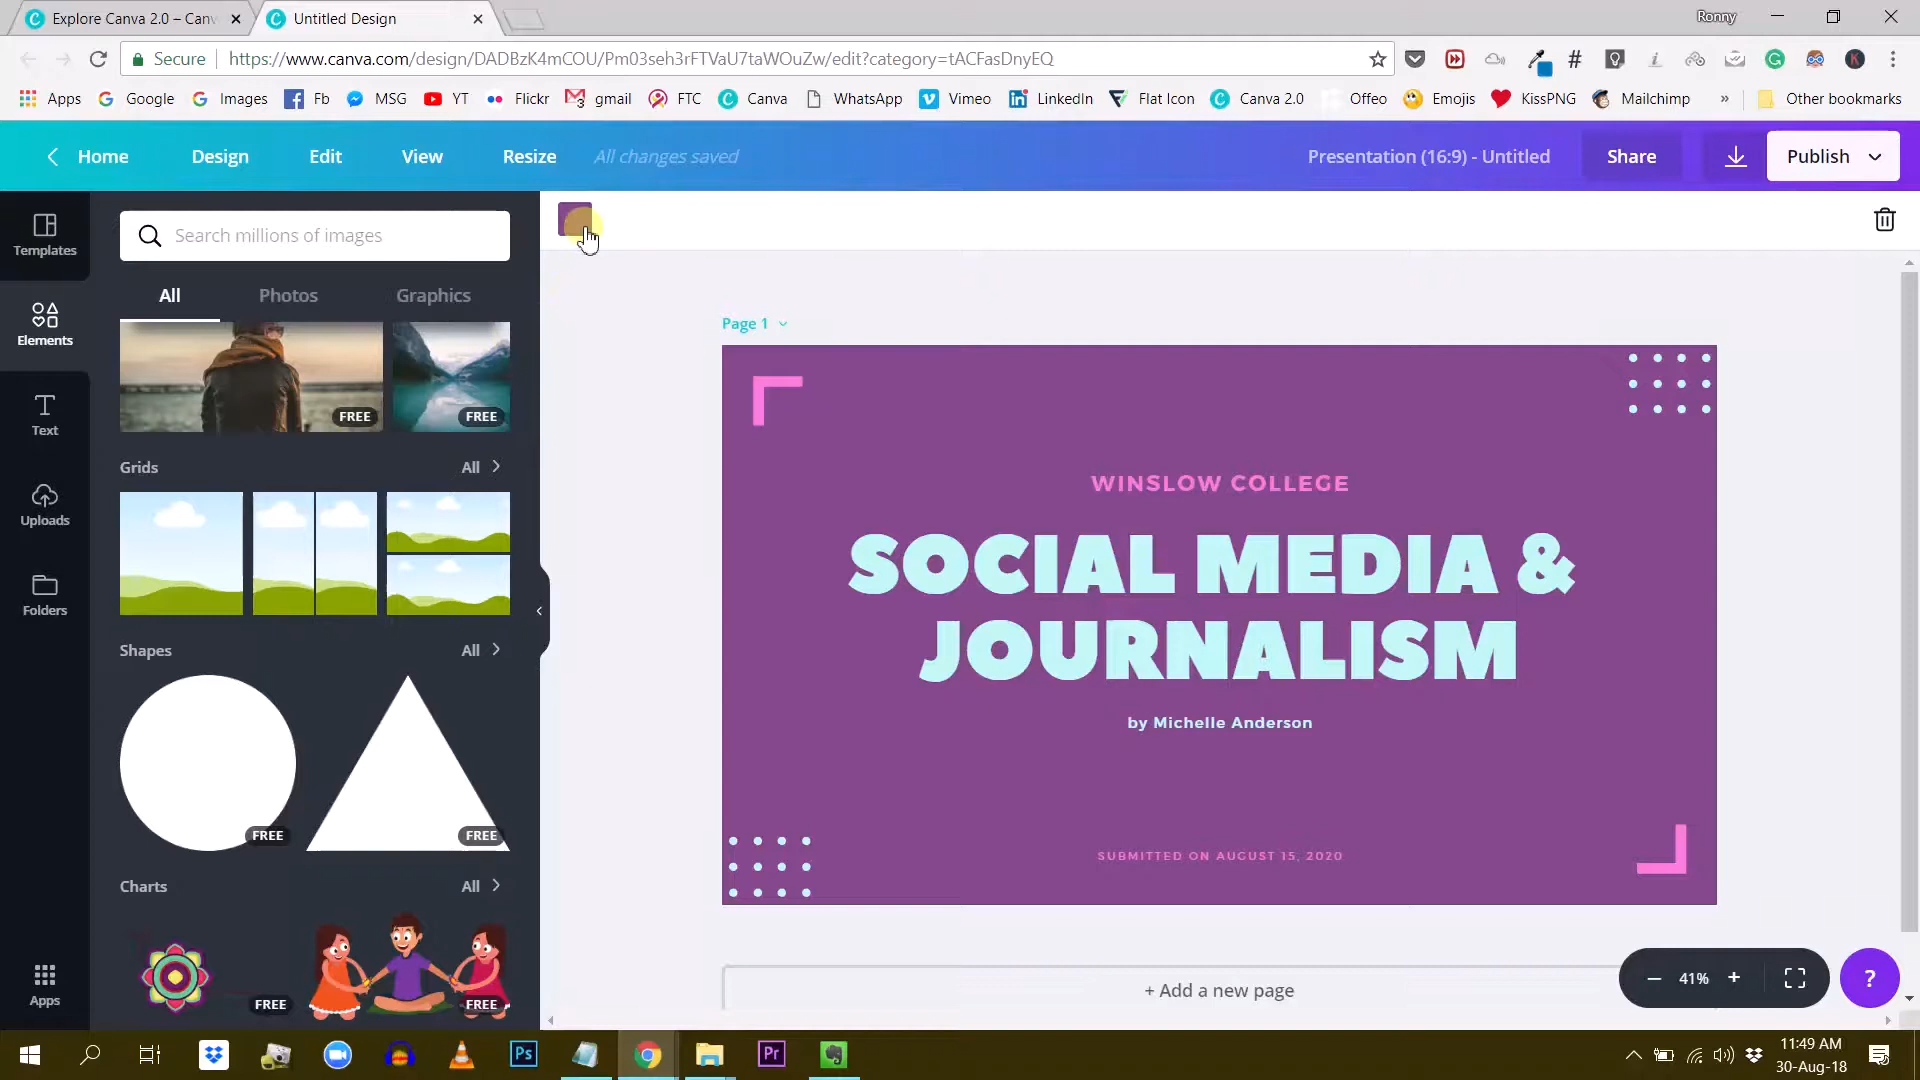 Explore Canva 2.0 – Canv
Untitled Design
Ronny
Secure
https://www.canva.com/design/DADBzK4mCOU/Pm03seh3rFTVaU7taWOuZw/edit?category=tACFasDnyEQ
Apps
Google
Images
Fb
MSG
YT
Flickr
gmail
FTC
Canva
WhatsApp
Vimeo
LinkedIn
Flat Icon
Canva 2.0
Offeo
Emojis
KissPNG
Mailchimp
»
Other bookmarks
Home
Design
Edit
View
Resize
All changes saved
Presentation (16:9) - Untitled
Share
Publish
Templates
Elements
Text
Uploads
Folders
Apps
Search millions of images
All
Photos
Graphics
FREE
FREE
Grids
All
Shapes
All
FREE
FREE
Charts
All
FREE
FREE
Page 1
WINSLOW COLLEGE
SOCIAL MEDIA &
JOURNALISM
by Michelle Anderson
SUBMITTED ON AUGUST 15, 2020
+ Add a new page
41%
?
Ps
Pr
11:49 AM
30-Aug-18